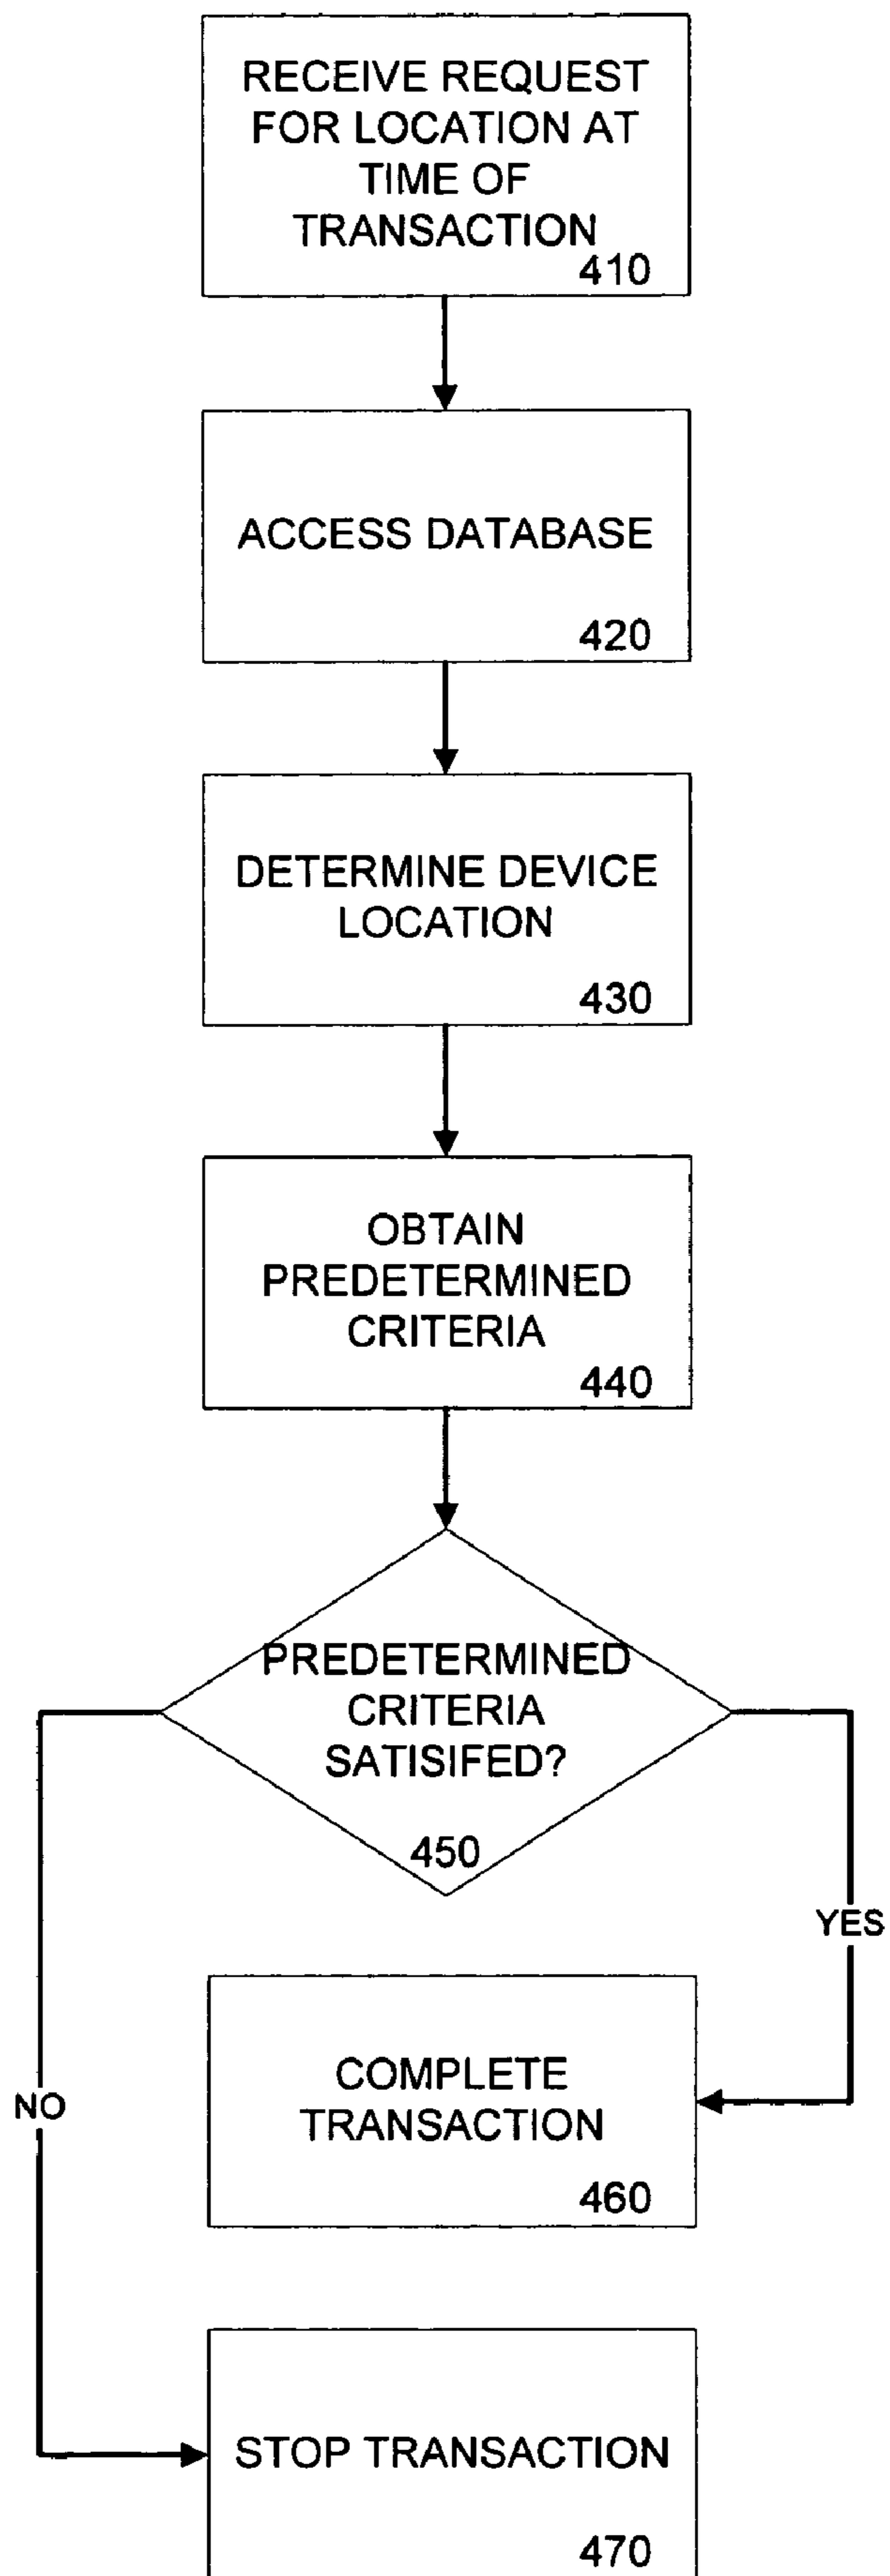 RECEIVE REQUEST
FOR LOCATION AT
TIME OF
TRANSACTION
410
ACCESS DATABASE
420
DETERMINE DEVICE
LOCATION
430
OBTAIN
PREDETERMINED
CRITERIA
440
PREDETERMINED
CRITERIA
SATISIFED?
450
YES
COMPLETE
TRANSACTION
460
NO
STOP TRANSACTION
470